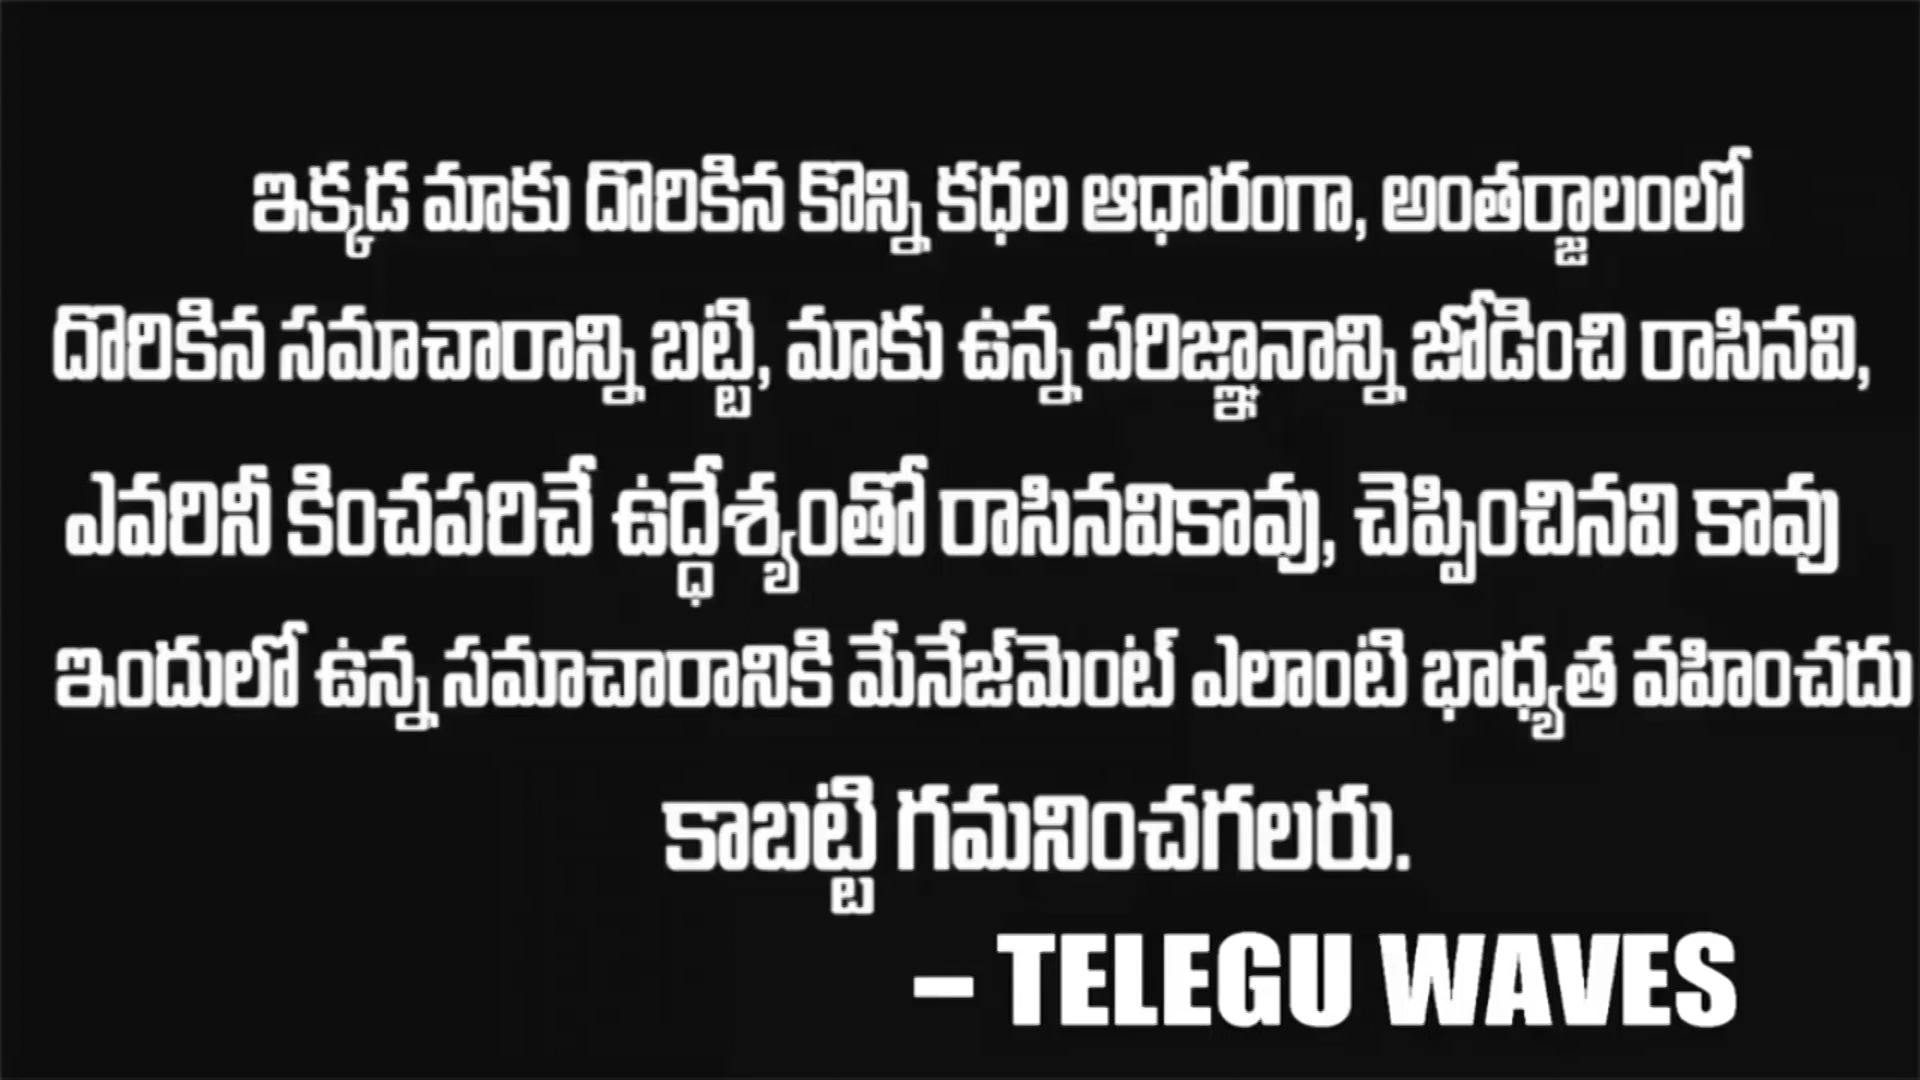 ఇక్కడ మాకు దొరికిన కొన్ని కధల ఆధారంగా, అంతర్జాలంలో
దొరికిన సమాచారాన్ని బట్టి, మాకు ఉన్న పరిజ్ఞానాన్ని జోడించి రాసినవి,
ఎవరినీ కించపరిచే ఉద్ధేశ్యంతో రాసినవికావు, చెప్పించినవి కావు
ఇందులో ఉన్న సమాచారానికి మేనేజ్‌మెంట్ ఎలాంటి భాధ్యత వహించదు
కాబట్టి గమనించగలరు.
– TELEGU WAVES